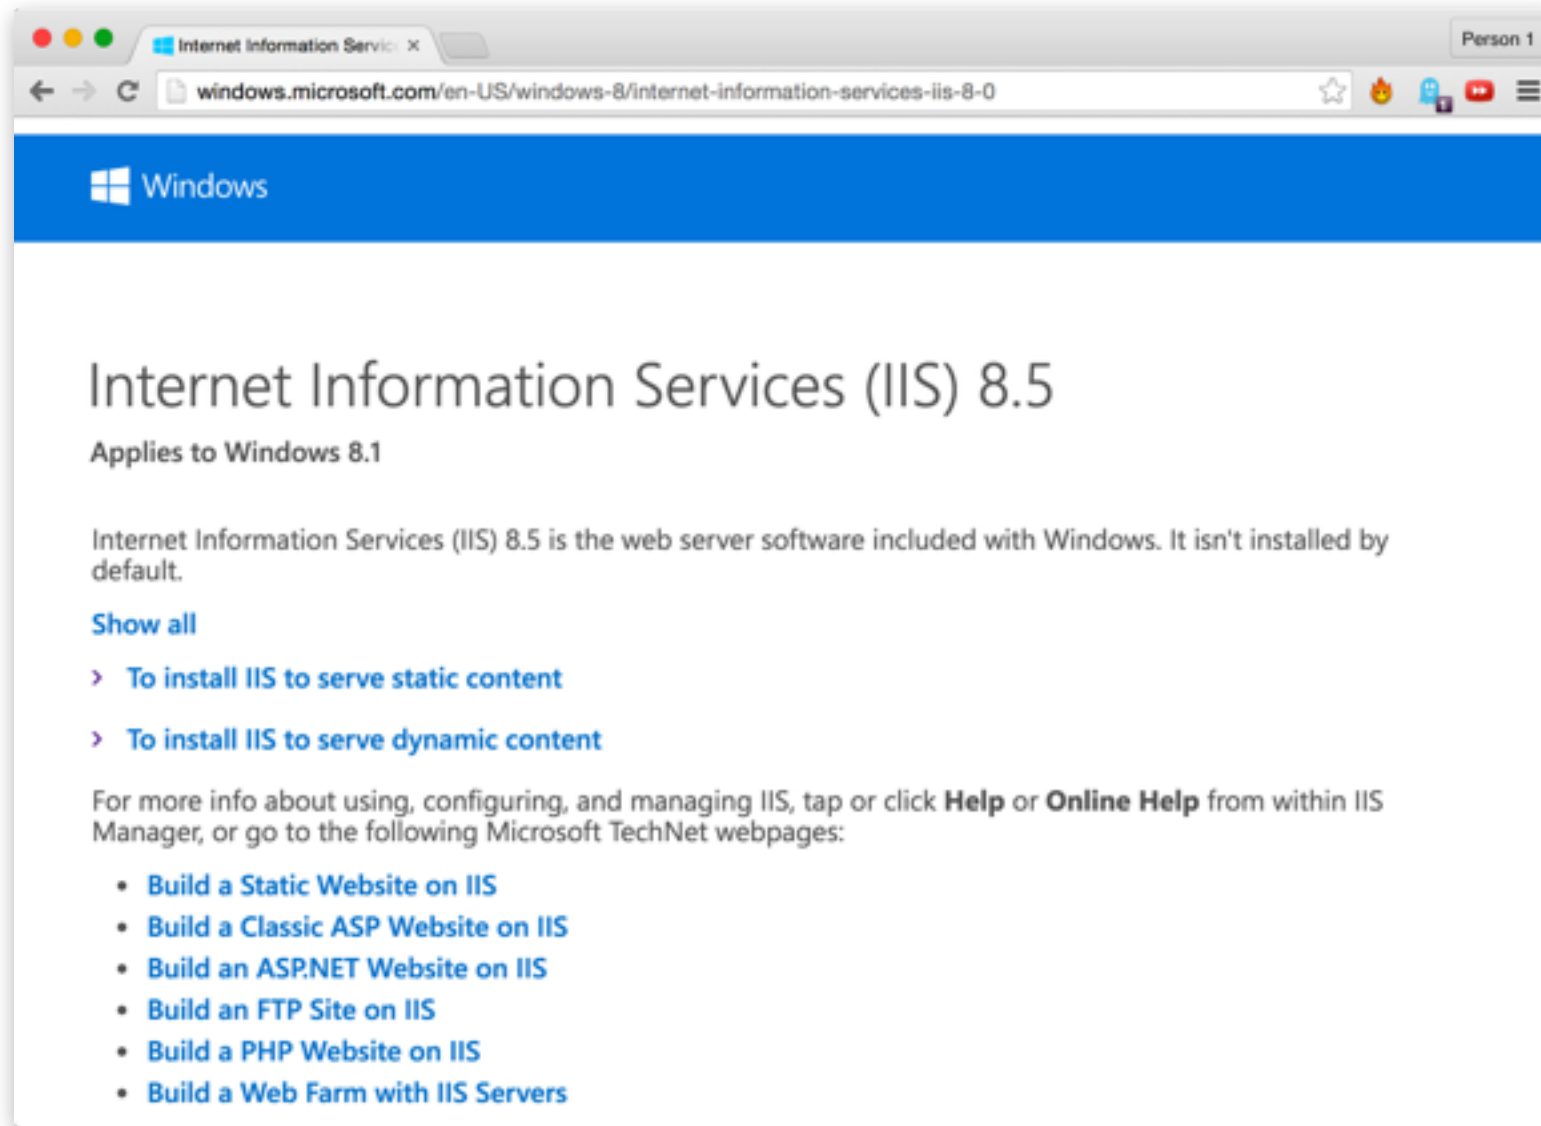 Internet Information Servic
Person 1
windows.microsoft.com/en-US/windows-8/internet-information-services-iis-8-0
Windows
Internet Information Services (IIS) 8.5
Applies to Windows 8.1
Internet Information Services (IIS) 8.5 is the web server software included with Windows. It isn't installed by
default.
Show all
To install IIS to serve static content
To install IIS to serve dynamic content
For more info about using, configuring, and managing IIS, tap or click Help or Online Help from within IIS
Manager, or go to the following Microsoft TechNet webpages:
• Build a Static Website on IIS
• Build a Classic ASP Website on IIS
• Build an ASP.NET Website on IIS
• Build an FTP Site on IIS
• Build a PHP Website on IIS
• Build a Web Farm with IIS Servers